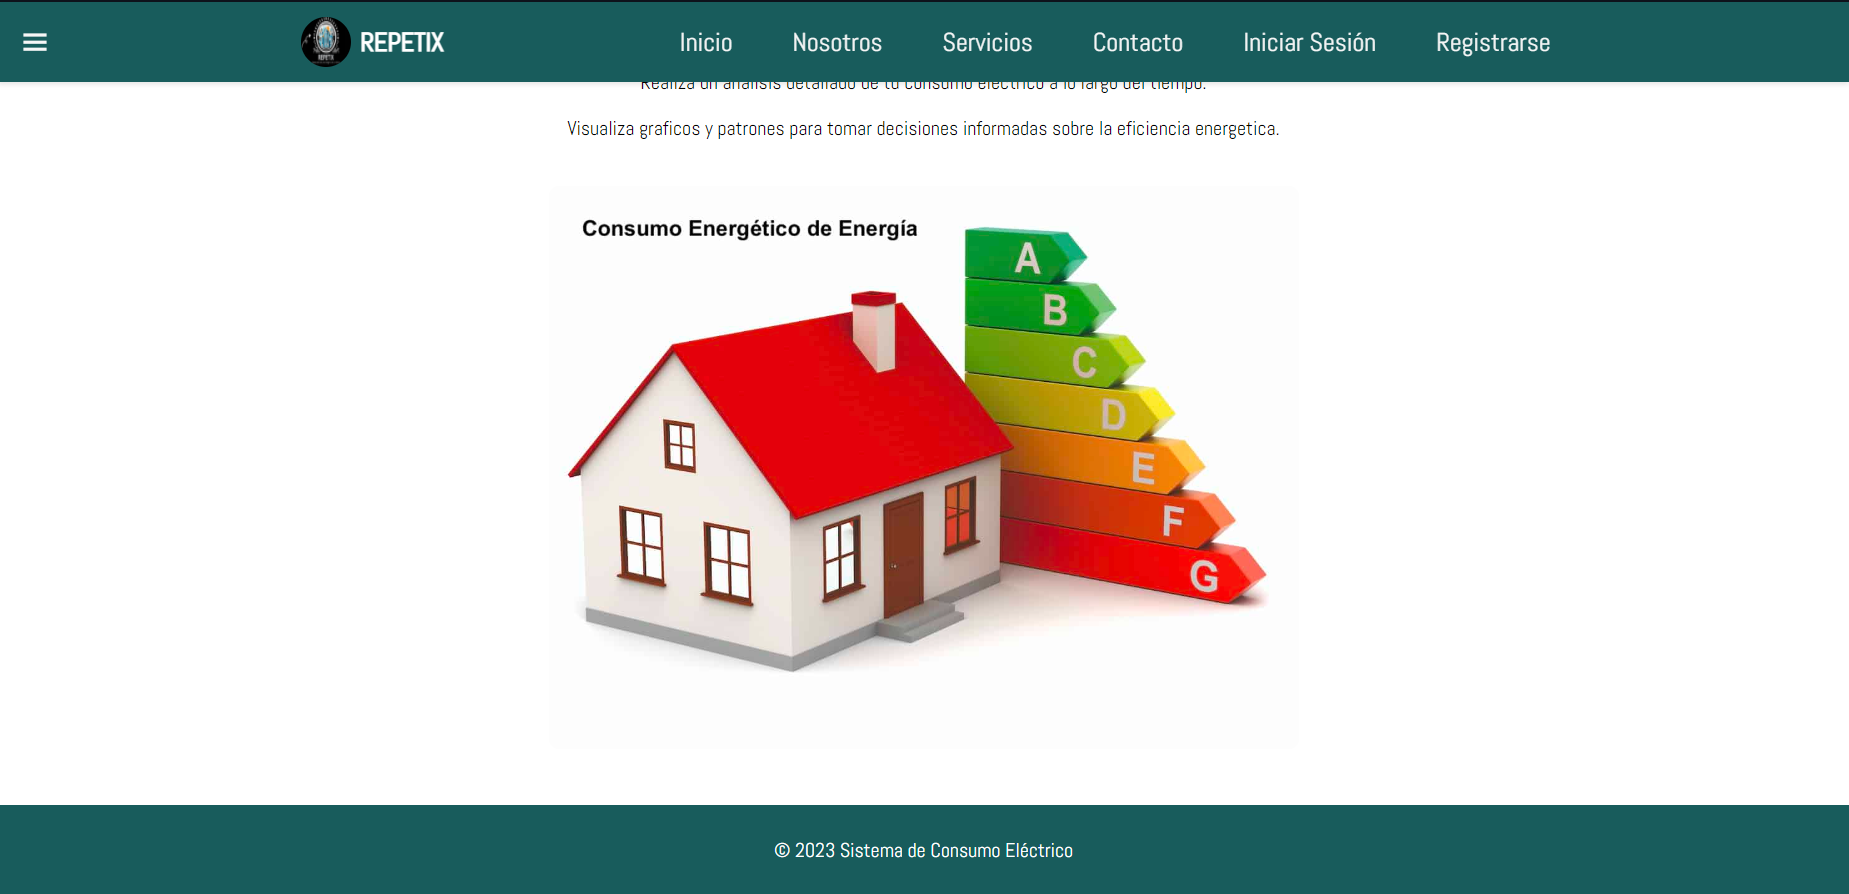 REPETIX
Inicio
Nosotros
Servicios
Contacto
Iniciar Sesión
Registrarse
Realiza un analisis detallado de tu consumo electrico a lo largo del tiempo.
Visualiza graficos y patrones para tomar decisiones informadas sobre la eficiencia energetica.
Consumo Energético de Energía
A
B
C
D
E
F
G
© 2023 Sistema de Consumo Eléctrico